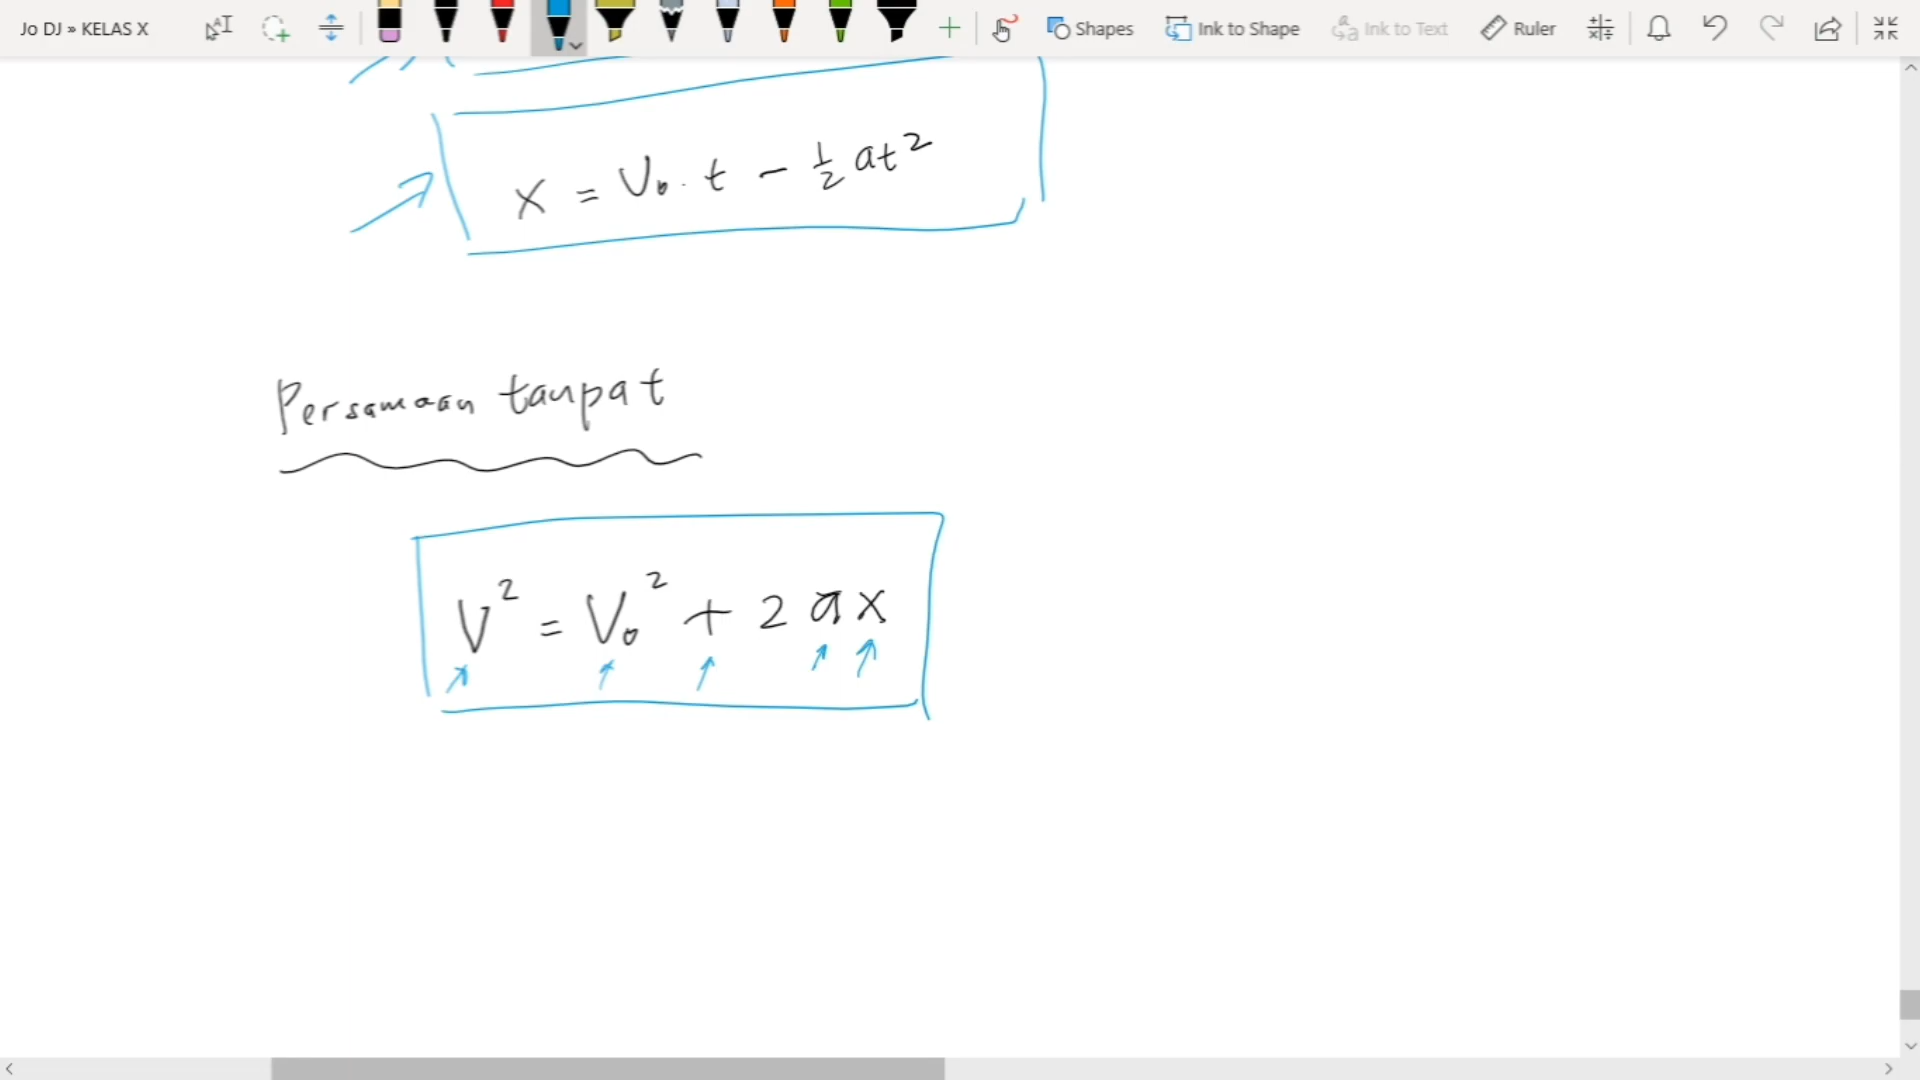 Jo DJ » KELAS X Shapes Ink to Shape Ink to Text Ruler
x = V₀ . t - ½ at²
Persamaan tanpa t
V² = V₀² + 2 a x